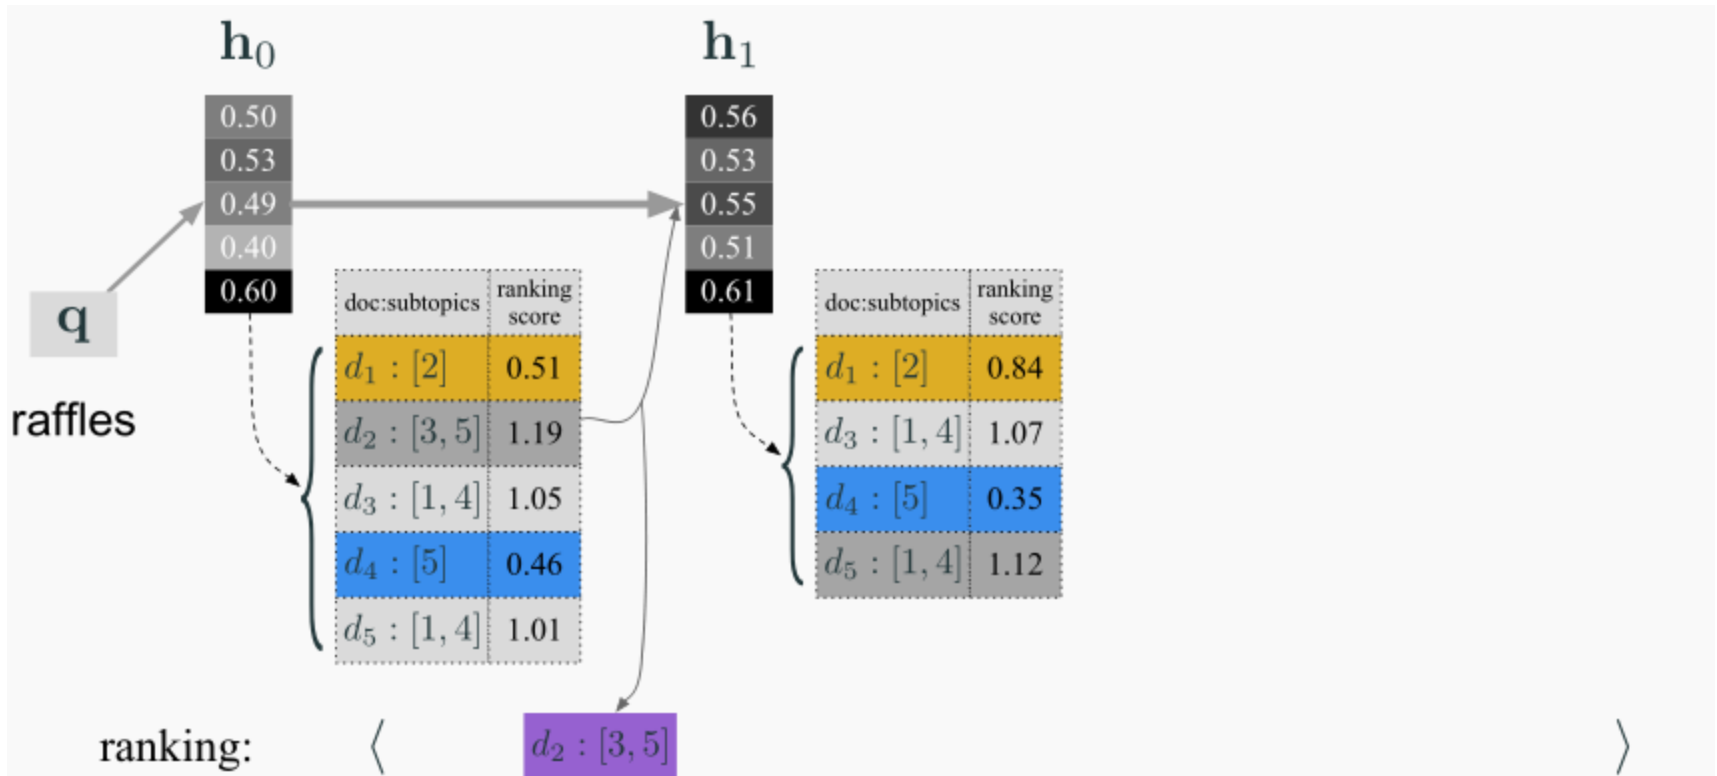 h₀
h₁
0.50
0.53
0.49
0.40
0.60
0.56
0.53
0.55
0.51
0.61
q
raffles
doc:subtopics ranking score
d₁ : [2] 0.51
d₂ : [3, 5] 1.19
d₃ : [1, 4] 1.05
d₄ : [5] 0.46
d₅ : [1, 4] 1.01
doc:subtopics ranking score
d₁ : [2] 0.84
d₃ : [1, 4] 1.07
d₄ : [5] 0.35
d₅ : [1, 4] 1.12
ranking: ⟨ d₂ : [3, 5] ⟩